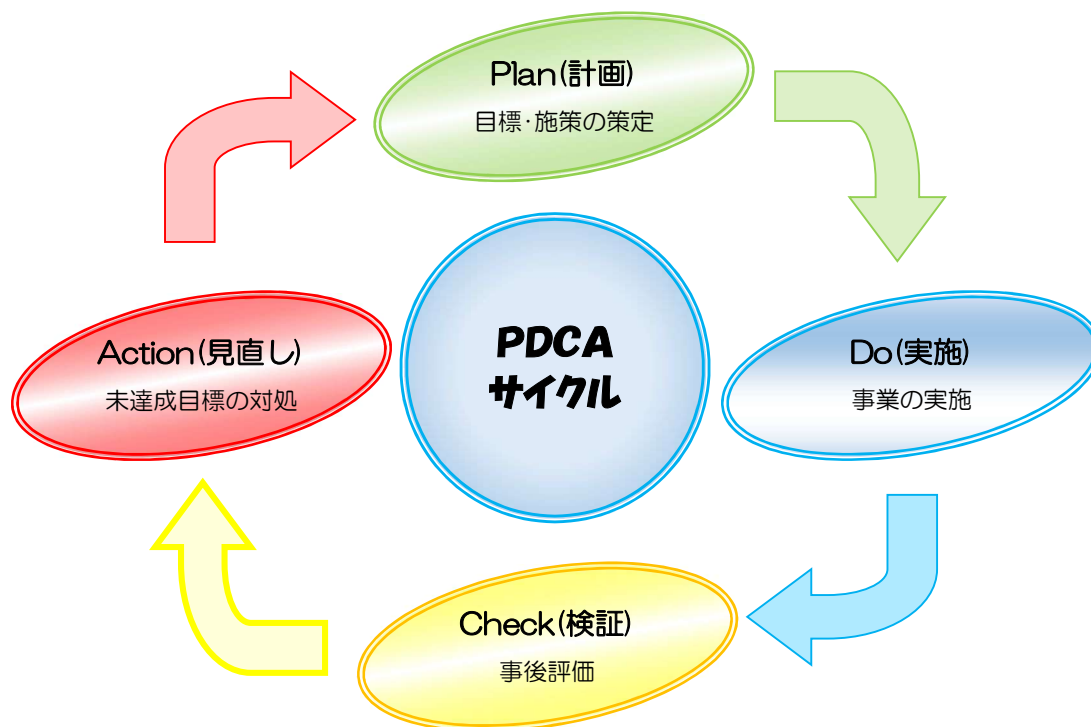 Plan(計画)
目標・施策の策定
Do(実施)
事業の実施
Check(検証)
事後評価
Action(見直し)
未達成目標の対処
PDCA
サイクル